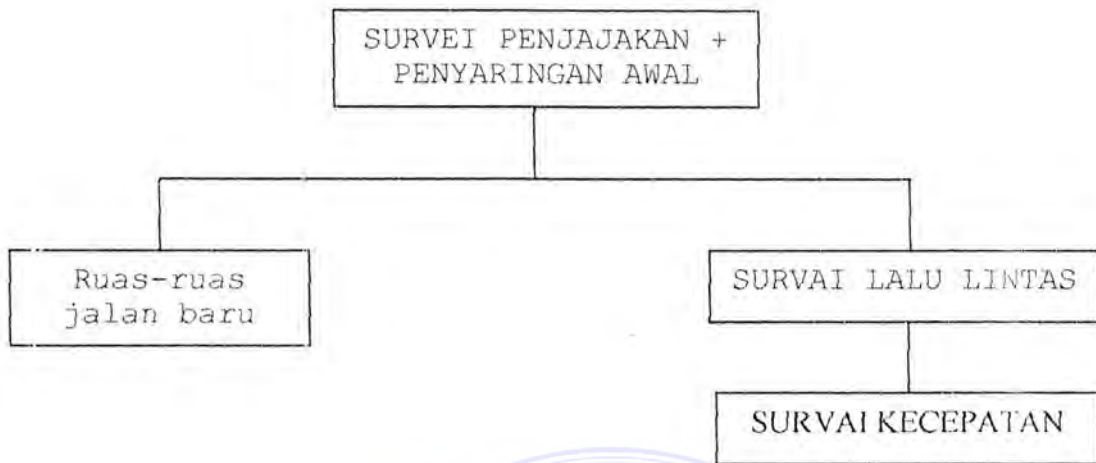 SURVEI PENJAJAKAN +
PENYARINGAN AWAL
Ruas-ruas
jalan baru
SURVAI LALU LINTAS
SURVAI KECEPATAN